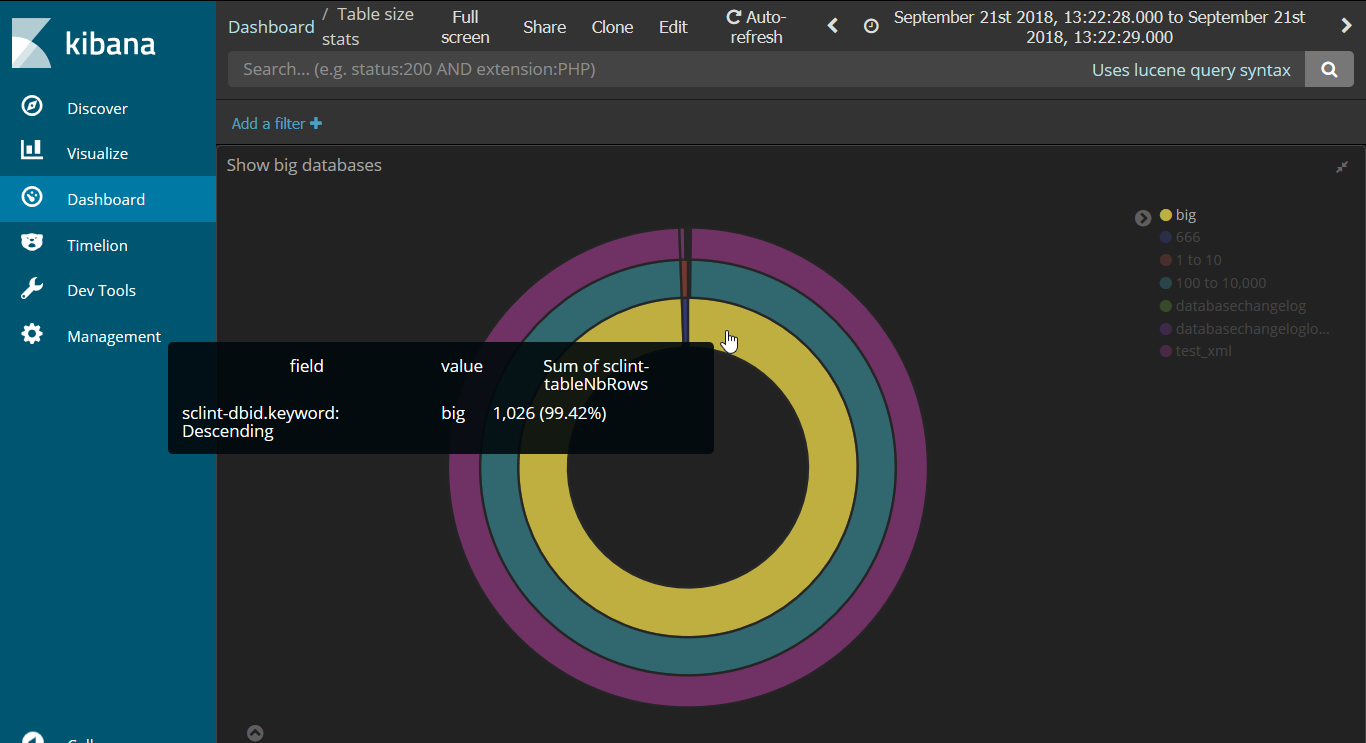 kibana
Discover
Visualize
Dashboard
Timelion
Dev Tools
Management
Dashboard / Table size
stats
Full
screen
Share
Clone
Edit
Auto-
refresh
September 21st 2018, 13:22:28.000 to September 21st
2018, 13:22:29.000
Search... (e.g. status:200 AND extension:PHP)
Uses lucene query syntax
Add a filter +
Show big databases
big
666
1 to 10
100 to 10,000
databasechangelog
databasechangeloglo...
test_xml
field value Sum of sclint-
tableNbRows
sclint-dbid.keyword: big 1,026 (99.42%)
Descending